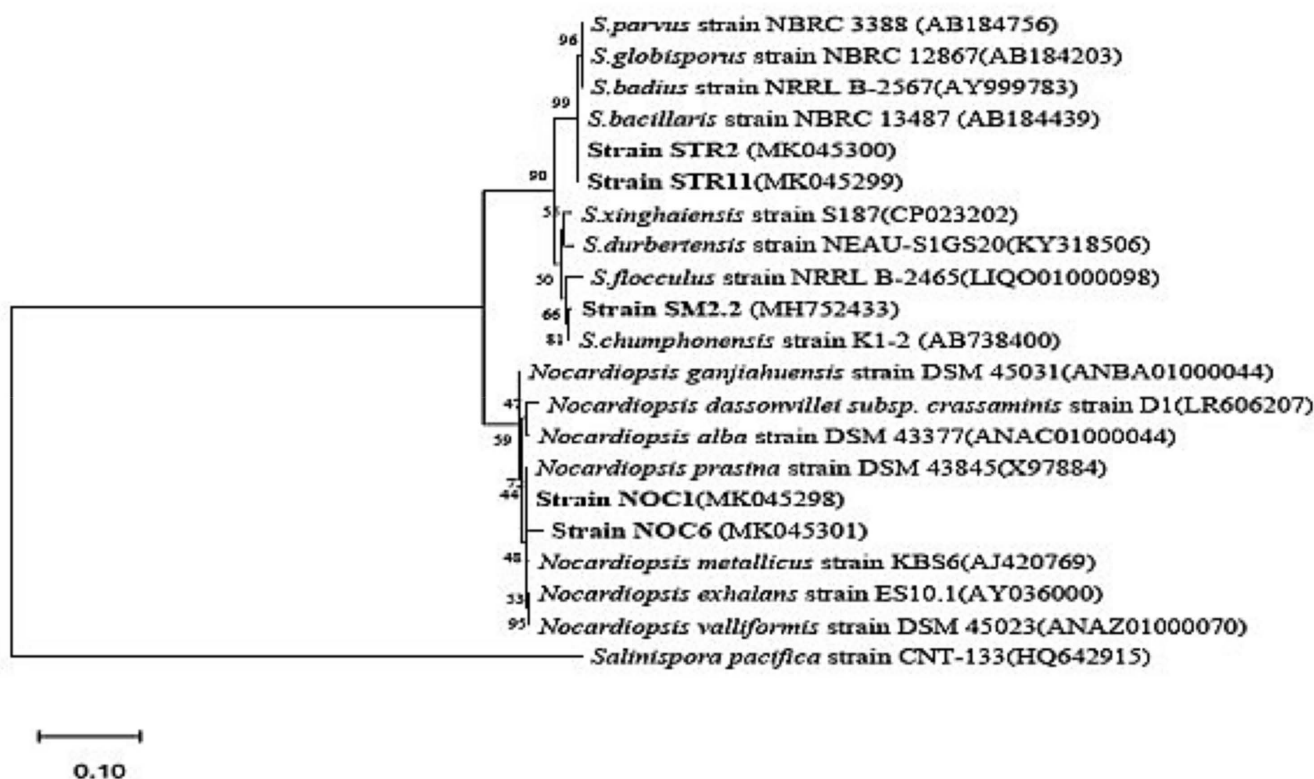 S.parvus strain NBRC 3388 (AB184756)
96
S.globisporus strain NBRC 12867(AB184203)
S.badius strain NRRL B-2567(AY999783)
99
S.bacillaris strain NBRC 13487 (AB184439)
Strain STR2 (MK045300)
90
Strain STR11(MK045299)
S.xinghaiensis strain S187(CP023202)
S.durbertensis strain NEAU-S1GS20(KY318506)
50
S.flocculus strain NRRL B-2465(LIQO01000098)
66
Strain SM2.2 (MH752433)
81
S.chumphonensis strain K1-2 (AB738400)
Nocardiopsis ganjiahuensis strain DSM 45031(ANBA01000044)
47
Nocardiopsis dassonvillei subsp. crassaminis strain D1(LR606207)
59
Nocardiopsis alba strain DSM 43377(ANAC01000044)
Nocardiopsis prasina strain DSM 43845(X97884)
44
Strain NOC1(MK045298)
Strain NOC6 (MK045301)
48
Nocardiopsis metallicus strain KBS6(AJ420769)
33
Nocardiopsis exhalans strain ES10.1(AY036000)
95
Nocardiopsis valliformis strain DSM 45023(ANAZ01000070)
Salinispora pacifica strain CNT-133(HQ642915)
0.10